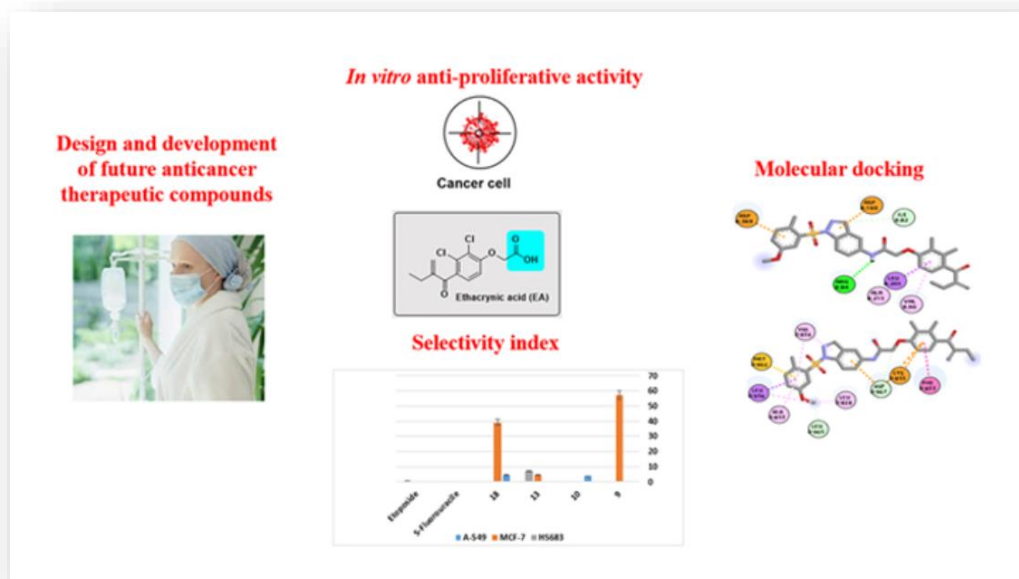 In vitro anti-proliferative activity
Cancer cell
Design and development
of future anticancer
therapeutic compounds
Cl
Cl
O
O
OH
O
Ethacrynic acid (EA)
Selectivity index
70
60
50
40
30
20
10
0
Etoposide
5-Fluorouracile
18
13
10
9
A-549 MCF-7 HS683
Molecular docking